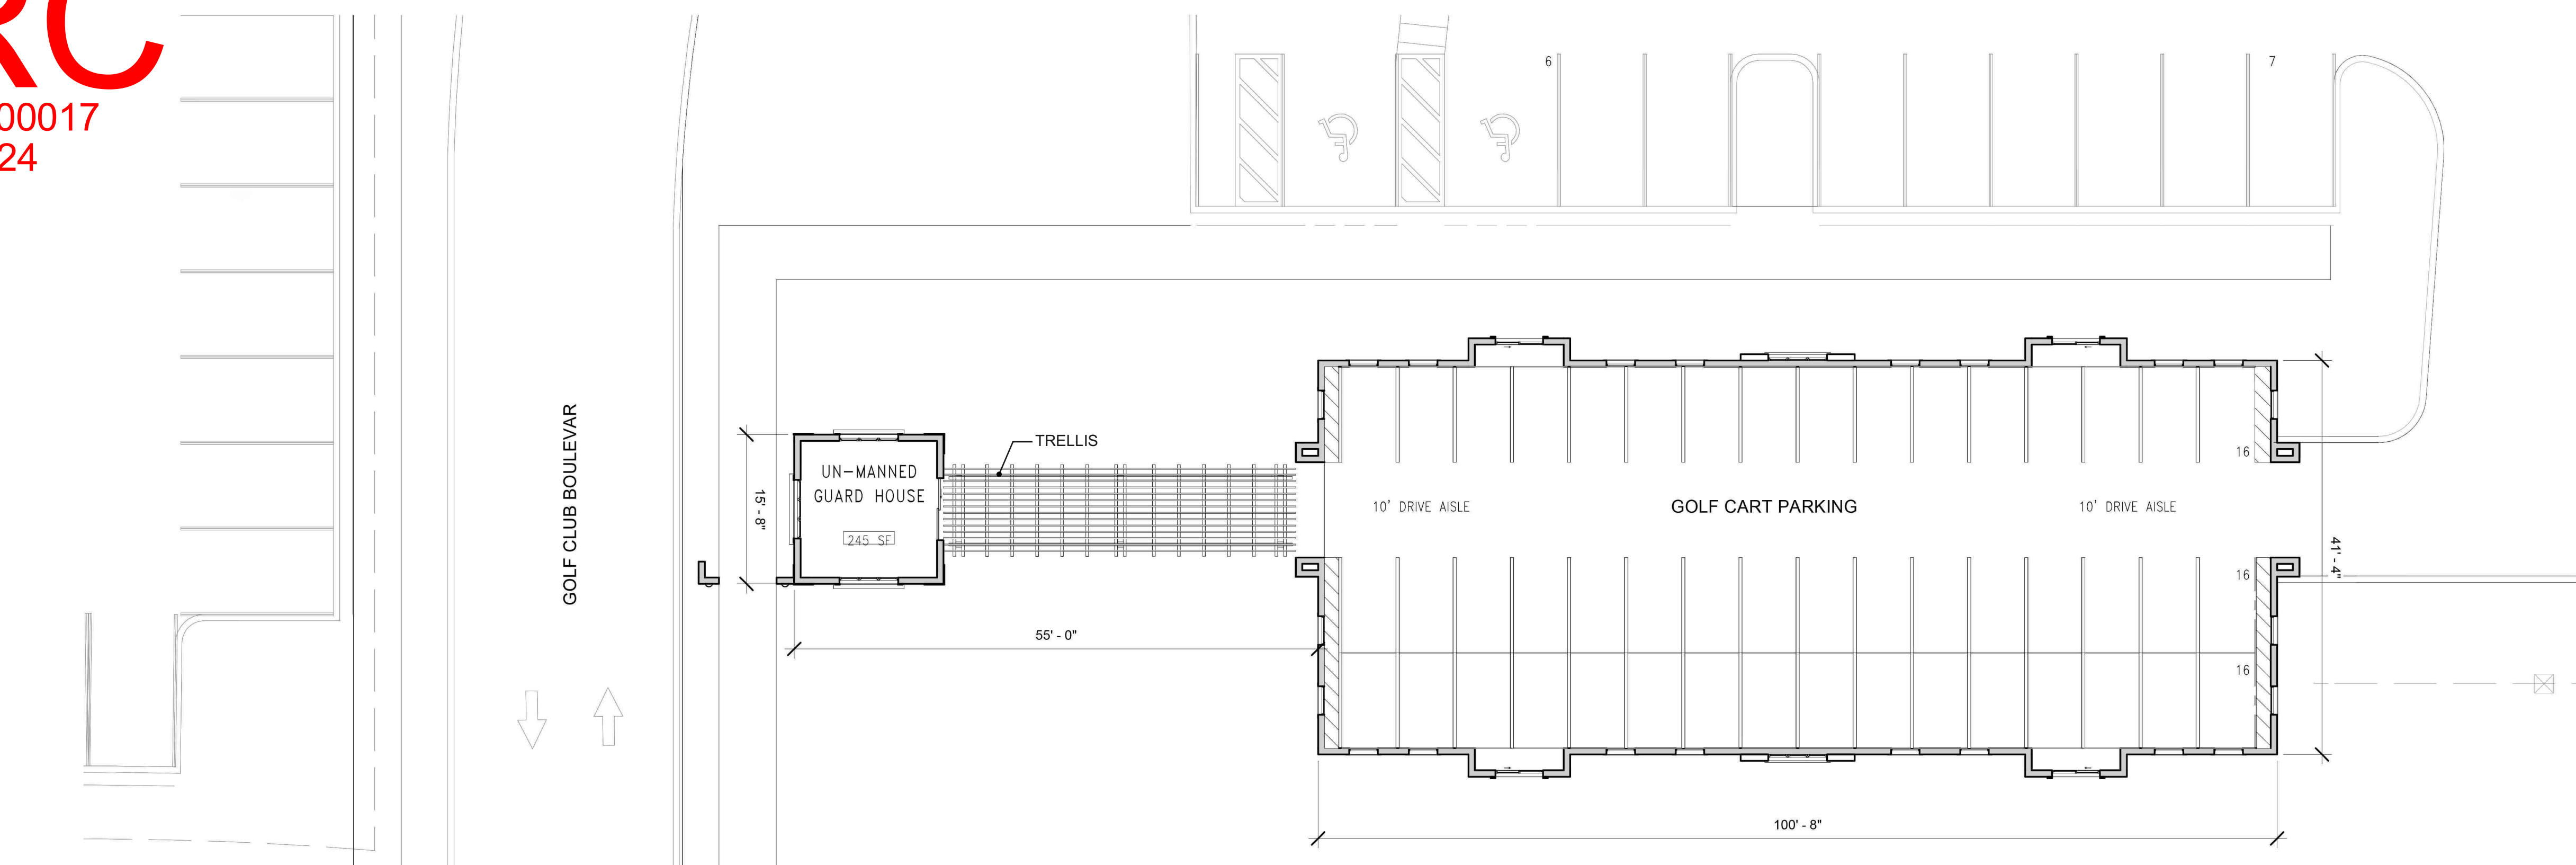 RC
00017
24
6
7
GOLF CLUB BOULEVAR
UN-MANNED
GUARD HOUSE
245 SF
15' - 8"
TRELLIS
55' - 0"
10' DRIVE AISLE
GOLF CART PARKING
10' DRIVE AISLE
16
16
16
41' - 4"
100' - 8"